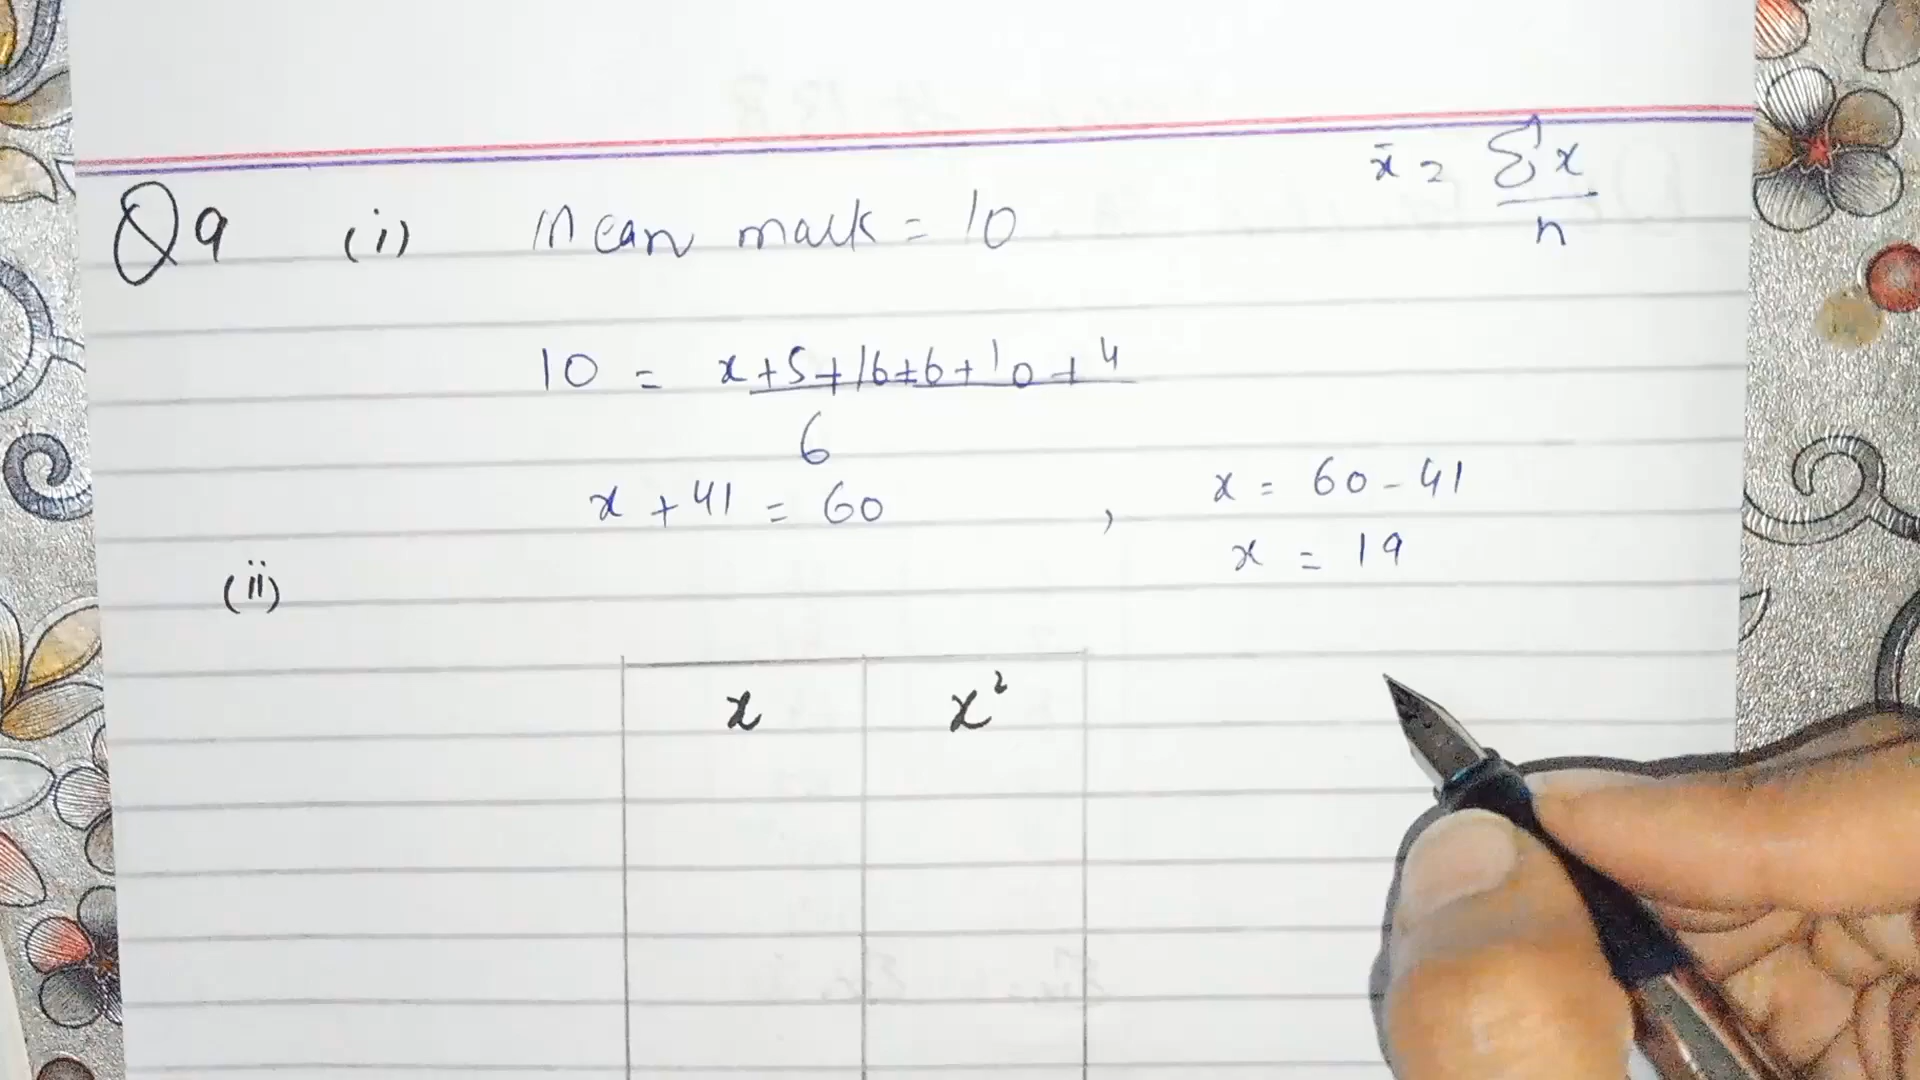 x̄ = Σx/n
Q9 (i) Mean mark = 10
10 = x+5+16+6+10+4
6
x + 41 = 60 , x = 60 - 41
x = 19
(ii)
x x²